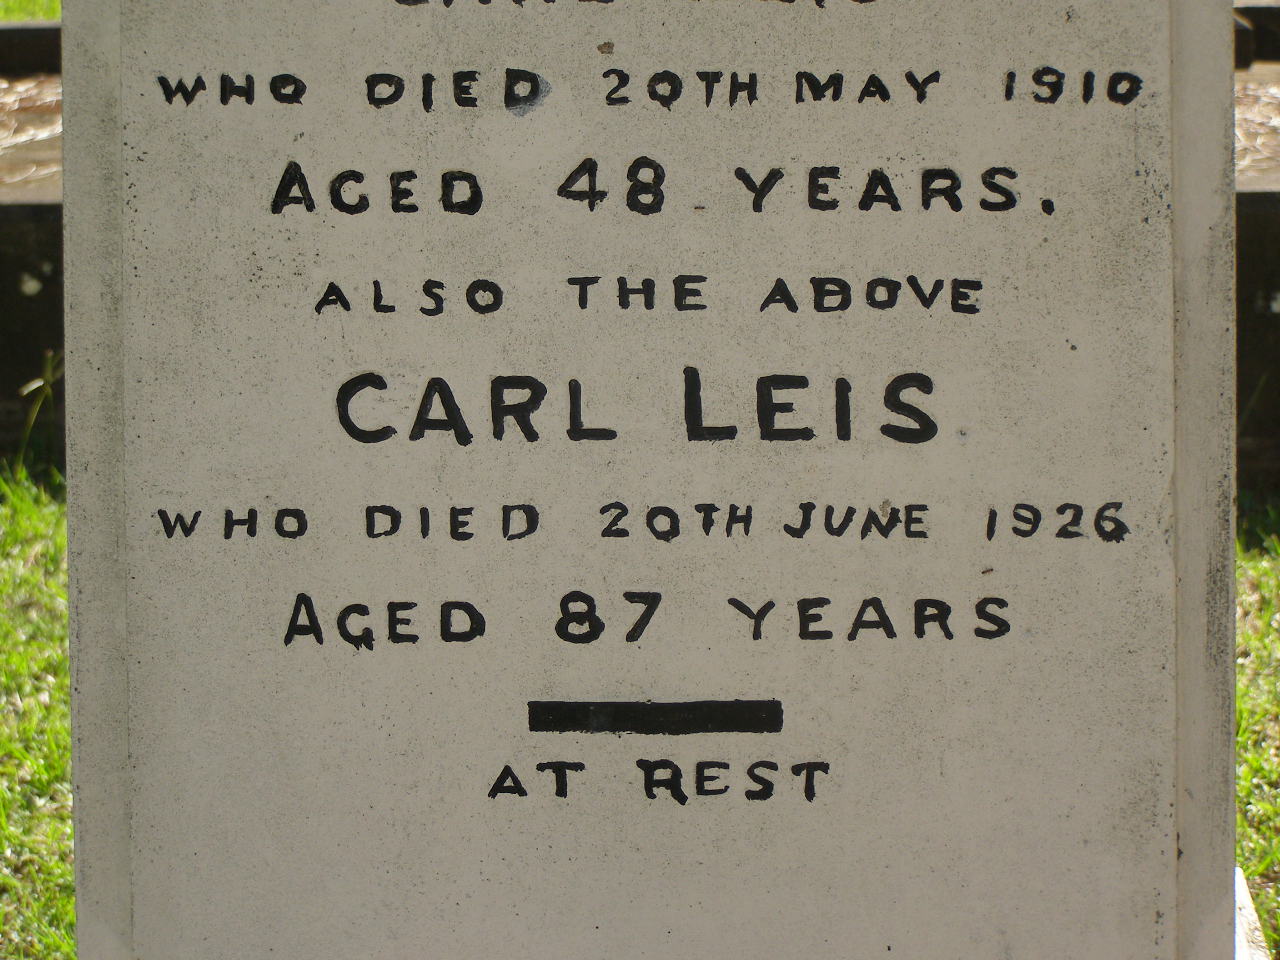 WHO DIED 20TH MAY 1910
AGED 48 YEARS.
ALSO THE ABOVE
CARL LEIS
WHO DIED 20TH JUNE 1926
AGED 87 YEARS
AT REST